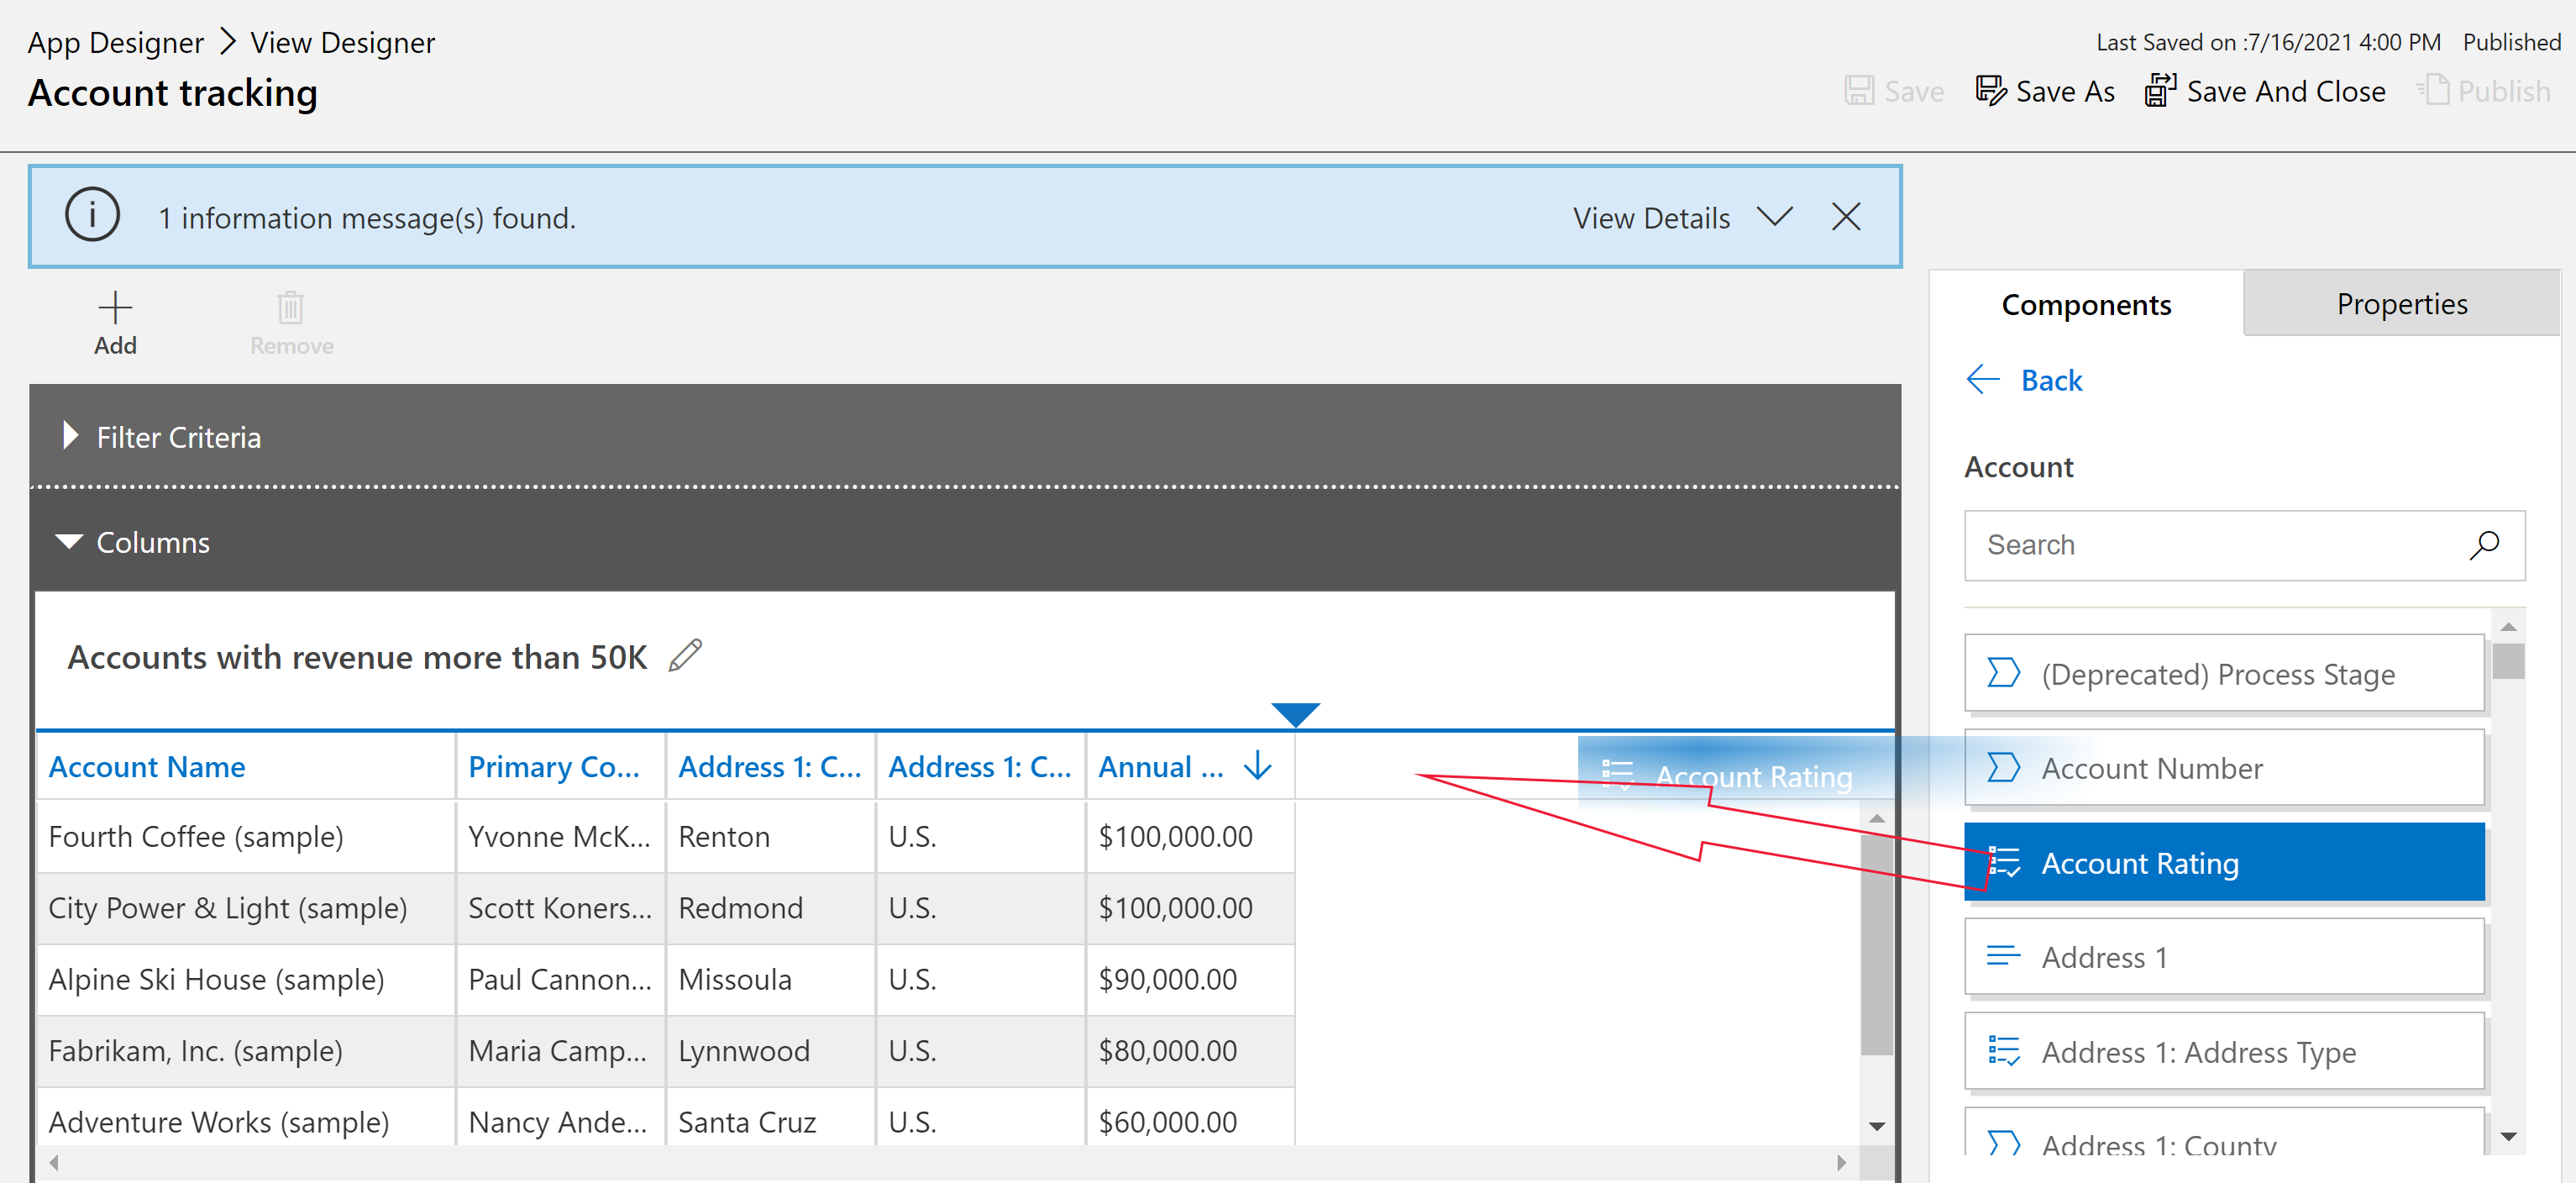 App Designer > View Designer
Last Saved on :7/16/2021 4:00 PM Published
Account tracking
Save Save As Save And Close Publish
1 information message(s) found.
View Details
Add
Remove
Filter Criteria
Columns
Accounts with revenue more than 50K
Account Name Primary Co... Address 1: C... Address 1: C... Annual ...
Account Rating
Fourth Coffee (sample) Yvonne McK... Renton U.S. $100,000.00
City Power & Light (sample) Scott Koners... Redmond U.S. $100,000.00
Alpine Ski House (sample) Paul Cannon... Missoula U.S. $90,000.00
Fabrikam, Inc. (sample) Maria Camp... Lynnwood U.S. $80,000.00
Adventure Works (sample) Nancy Ande... Santa Cruz U.S. $60,000.00
Components
Properties
Back
Account
Search
(Deprecated) Process Stage
Account Number
Account Rating
Address 1
Address 1: Address Type
Address 1: County